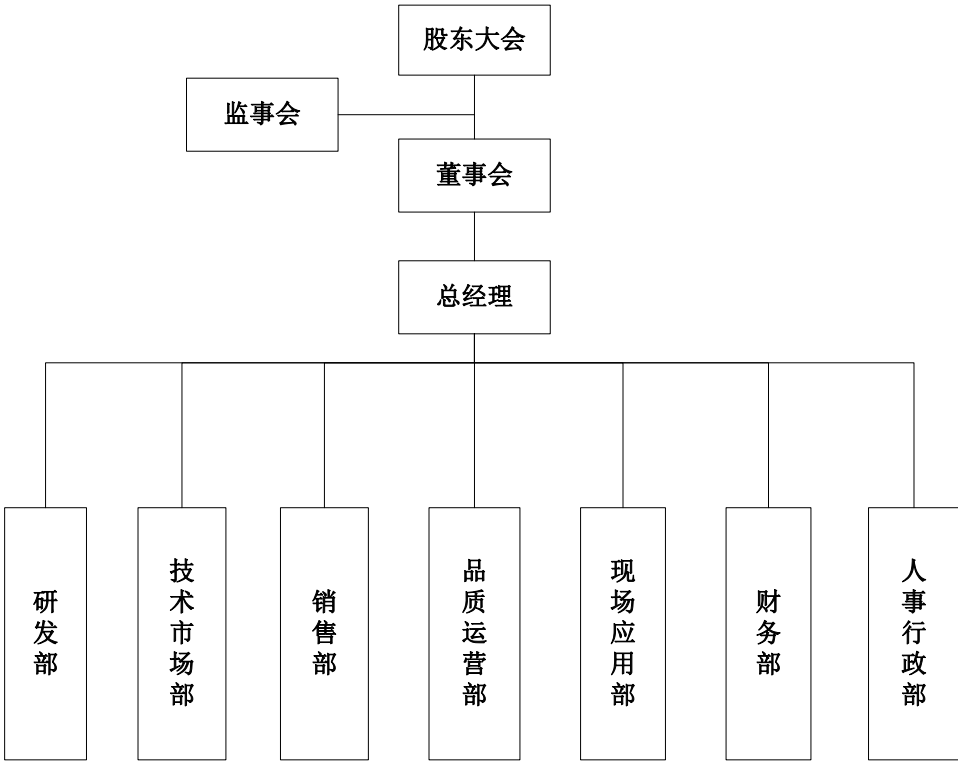 股东大会
监事会
董事会
总经理
研发部
技术市场部
销售部
品质运营部
现场应用部
财务部
人事行政部